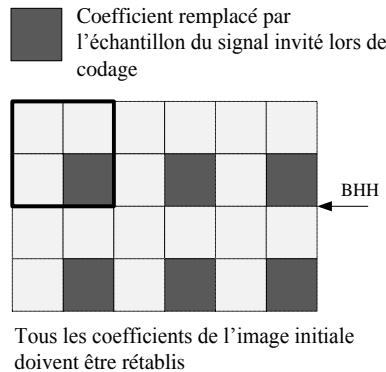 Coefficient remplacé par
l’échantillon du signal invité lors de
codage
BHH
Tous les coefficients de l’image initiale
doivent être rétablis